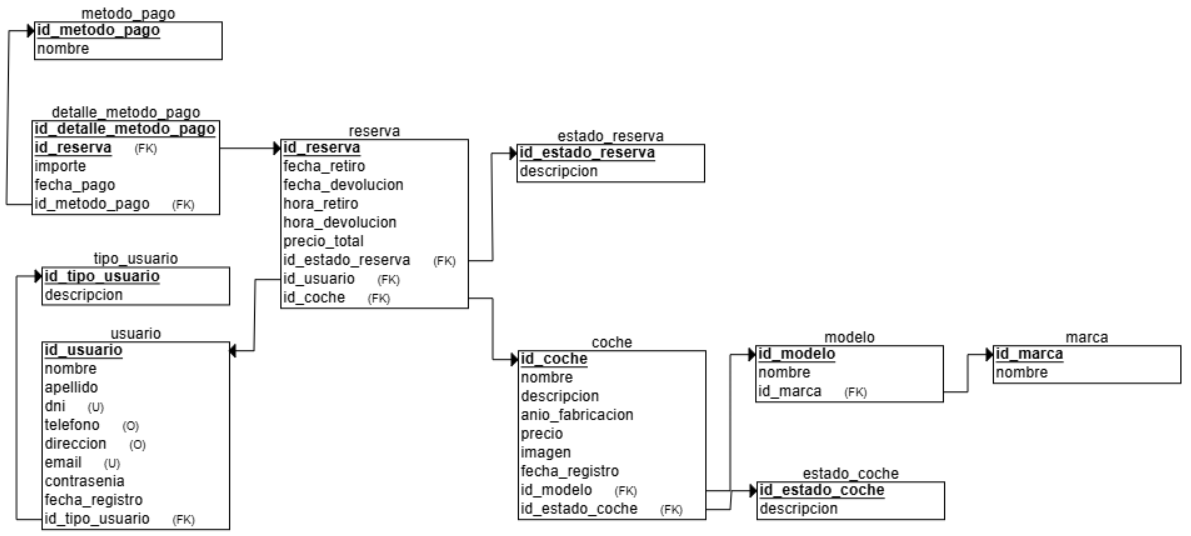 metodo_pago
id_metodo_pago
nombre
detalle_metodo_pago
id_detalle_metodo_pago
id_reserva (FK)
importe
fecha_pago
id_metodo_pago (FK)
reserva
id_reserva
fecha_retiro
fecha_devolucion
hora_retiro
hora_devolucion
precio_total
id_estado_reserva (FK)
id_usuario (FK)
id_coche (FK)
estado_reserva
id_estado_reserva
descripcion
tipo_usuario
id_tipo_usuario
descripcion
usuario
id_usuario
nombre
apellido
dni (U)
telefono (O)
direccion (O)
email (U)
contrasenia
fecha_registro
id_tipo_usuario (FK)
coche
id_coche
nombre
descripcion
anio_fabricacion
precio
imagen
fecha_registro
id_modelo (FK)
id_estado_coche (FK)
modelo
id_modelo
nombre
id_marca (FK)
marca
id_marca
nombre
estado_coche
id_estado_coche
descripcion